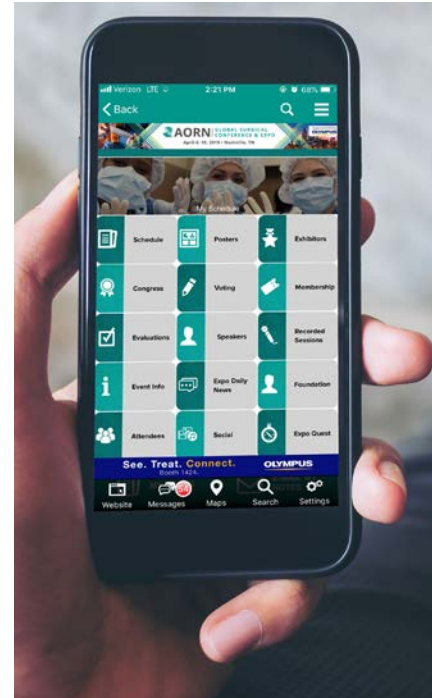 Verizon LTE 2:21 PM 68%
Back
AORN GLOBAL SURGICAL
CONFERENCE & EXPO
OLYMPUS
My Schedule
Schedule Posters Exhibitors
Congress Voting Membership
Evaluations Speakers Recorded
Sessions
Event Info Expo Daily
News Foundation
Attendees Social Expo Quest
See. Treat. Connect. OLYMPUS
Booth 1424.
Website Messages Maps Search Settings